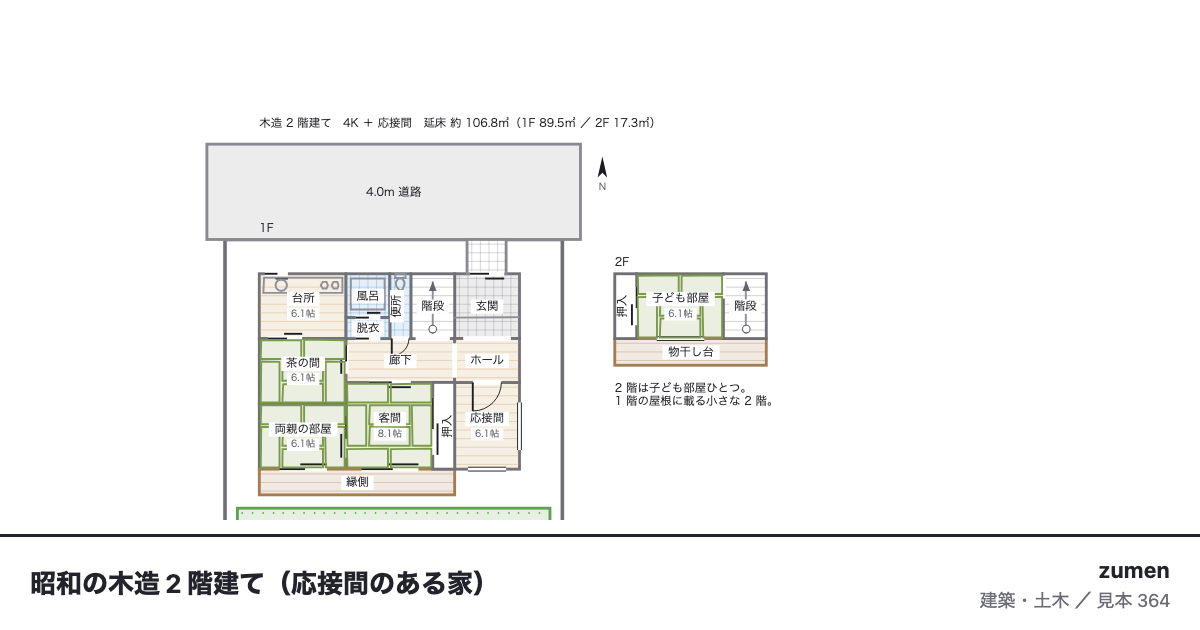 木造 2 階建て　4K ＋ 応接間　延床 約 106.8㎡（1F 89.5㎡ ／ 2F 17.3㎡）
4.0m 道路
N
1F
2F
台所
6.1帖
風呂
便所
脱衣
階段
玄関
茶の間
6.1帖
廊下
ホール
両親の部屋
6.1帖
客間
8.1帖
押入
応接間
6.1帖
縁側
押入
子ども部屋
6.1帖
階段
物干し台
2 階は子ども部屋ひとつ。
1 階の屋根に載る小さな 2 階。
昭和の木造 2 階建て（応接間のある家）
zumen
建築・土木 ／ 見本 364